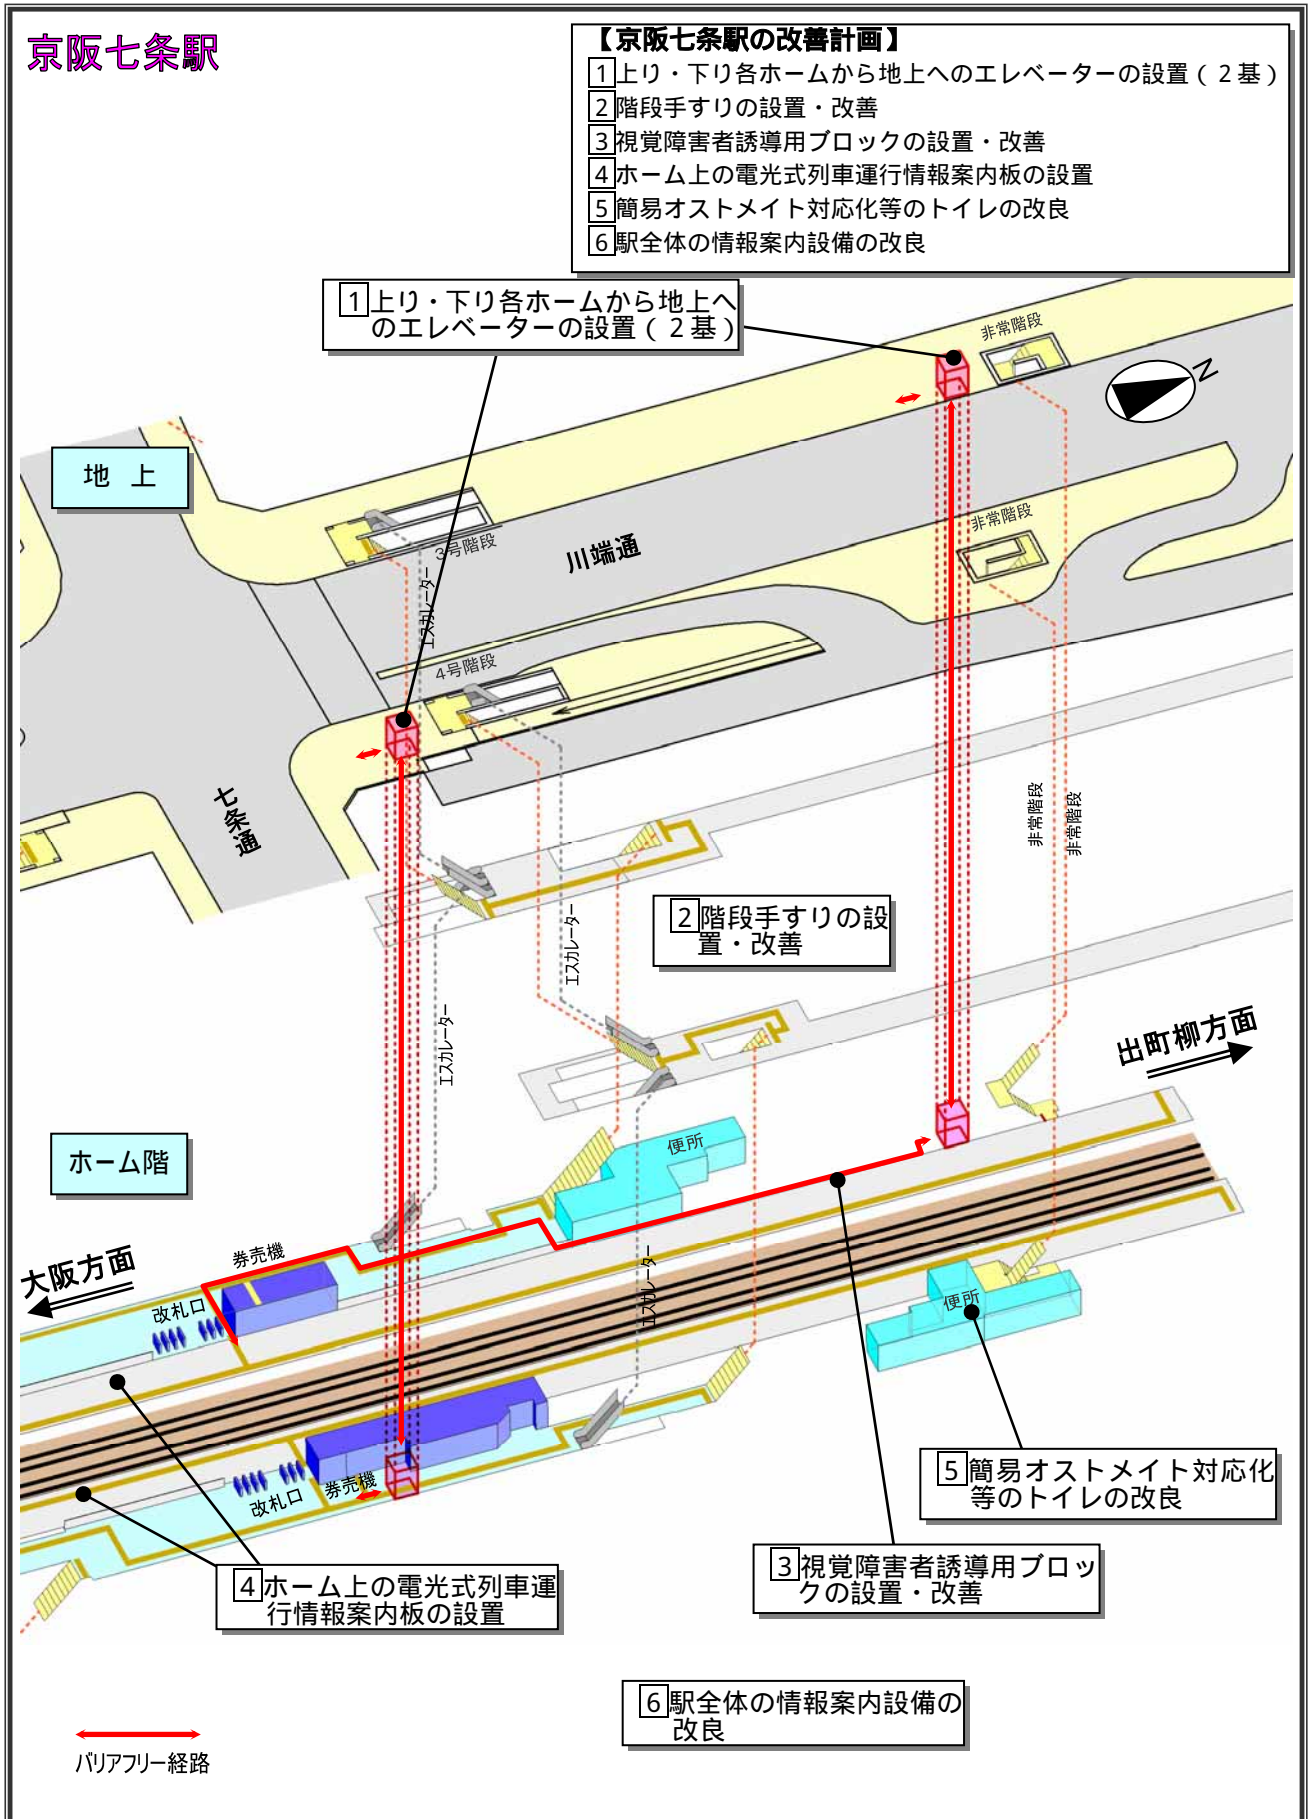 京阪七条駅
【京阪七条駅の改善計画】
1 上り・下り各ホームから地上へのエレベーターの設置（２基）
2 階段手すりの設置・改善
3 視覚障害者誘導用ブロックの設置・改善
4 ホーム上の電光式列車運行情報案内板の設置
5 簡易オストメイト対応化等のトイレの改良
6 駅全体の情報案内設備の改良
1 上り・下り各ホームから地上へ
のエレベーターの設置（２基）
非常階段
N
地 上
非常階段
3号階段
川端通
エスカレーター
4号階段
七条通
非常階段
非常階段
2 階段手すりの設
置・改善
エスカレーター
エスカレーター
出町柳方面
ホーム階
便所
券売機
大阪方面
改札口
エスカレーター
便所
券売機
改札口
5 簡易オストメイト対応化
等のトイレの改良
3 視覚障害者誘導用ブロッ
クの設置・改善
4 ホーム上の電光式列車運
行情報案内板の設置
6 駅全体の情報案内設備の
改良
バリアフリー経路